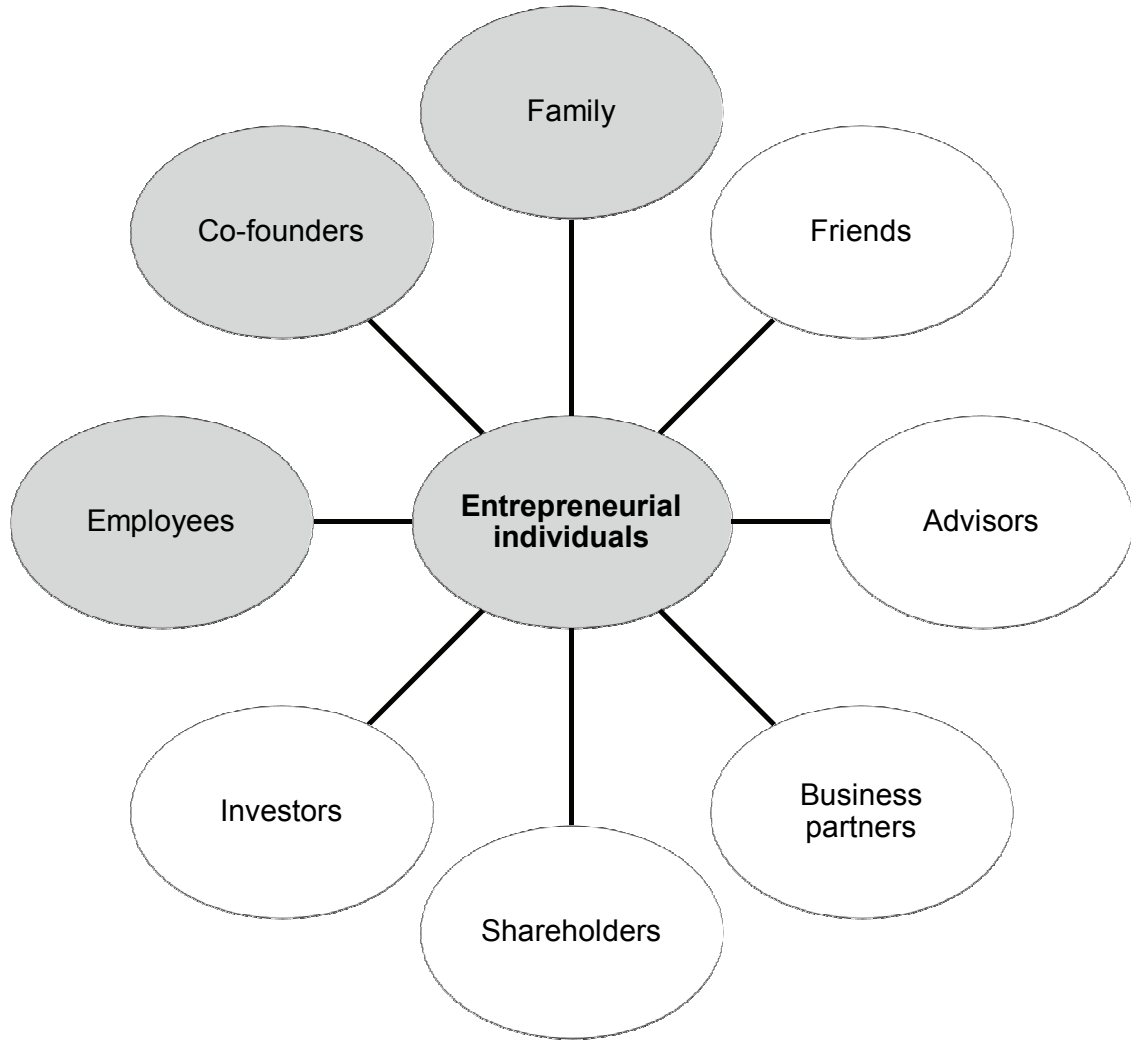 Family
Co-founders
Friends
Employees
Entrepreneurial
individuals
Advisors
Investors
Business
partners
Shareholders